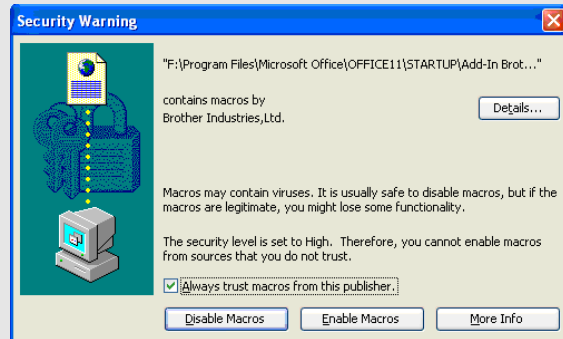 Security Warning
"F:\Program Files\Microsoft Office\OFFICE11\STARTUP\Add-In Brot..."
contains macros by
Brother Industries,Ltd.
Details...
Macros may contain viruses. It is usually safe to disable macros, but if the
macros are legitimate, you might lose some functionality.
The security level is set to High. Therefore, you cannot enable macros
from sources that you do not trust.
Always trust macros from this publisher.
Disable Macros
Enable Macros
More Info